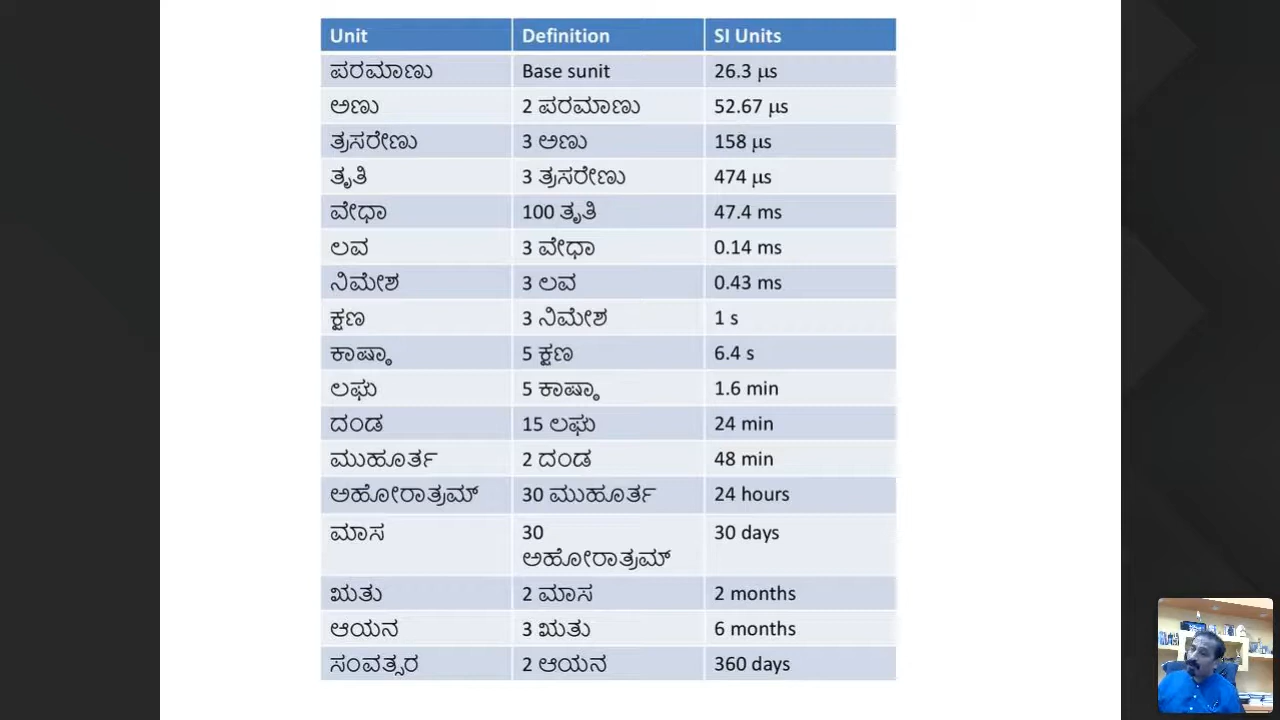 Unit Definition SI Units
ಪರಮಾಣು Base sunit 26.3 μs
ಅಣು 2 ಪರಮಾಣು 52.67 μs
ತ್ರಸರೇಣು 3 ಅಣು 158 μs
ತೃತಿ 3 ತ್ರಸರೇಣು 474 μs
ವೇಧಾ 100 ತೃತಿ 47.4 ms
ಲವ 3 ವೇಧಾ 0.14 ms
ನಿಮೇಶ 3 ಲವ 0.43 ms
ಕ್ಷಣ 3 ನಿಮೇಶ 1 s
ಕಾಷ್ಠಾ 5 ಕ್ಷಣ 6.4 s
ಲಘು 5 ಕಾಷ್ಠಾ 1.6 min
ದಂಡ 15 ಲಘು 24 min
ಮುಹೂರ್ತ 2 ದಂಡ 48 min
ಅಹೋರಾತ್ರಮ್ 30 ಮುಹೂರ್ತ 24 hours
ಮಾಸ 30 30 days
ಅಹೋರಾತ್ರಮ್
ಋತು 2 ಮಾಸ 2 months
ಆಯನ 3 ಋತು 6 months
ಸಂವತ್ಸರ 2 ಆಯನ 360 days